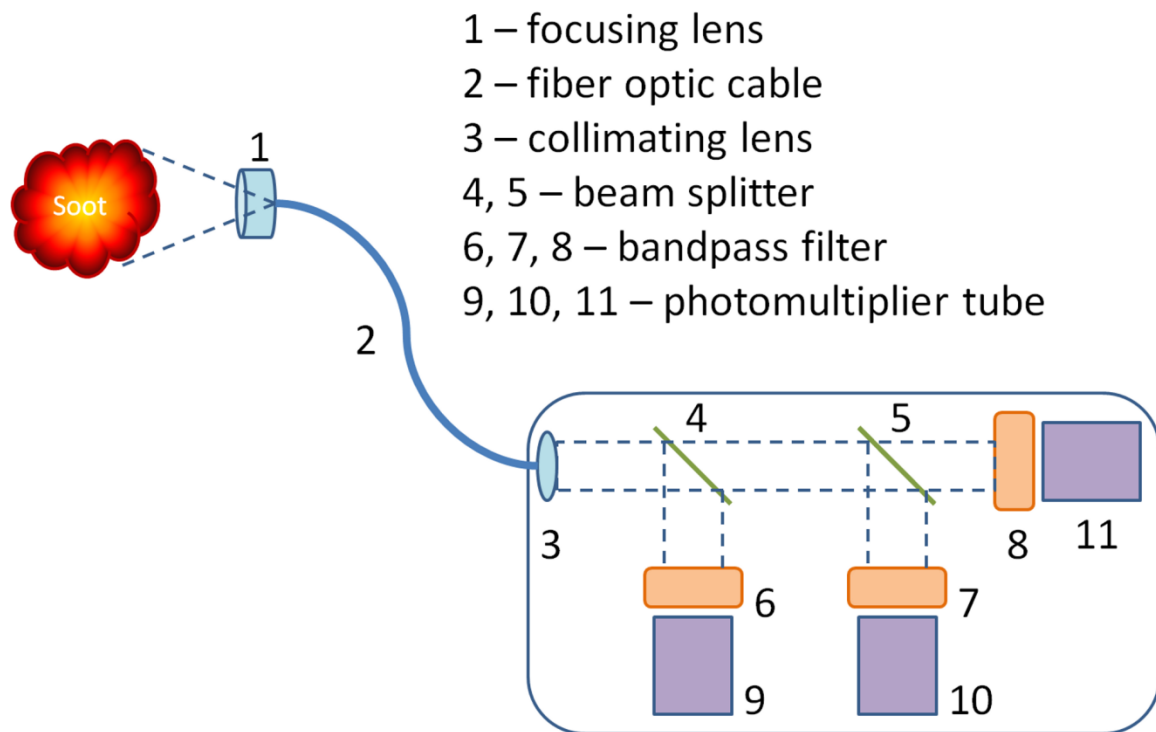 1 – focusing lens
2 – fiber optic cable
3 – collimating lens
4, 5 – beam splitter
6, 7, 8 – bandpass filter
9, 10, 11 – photomultiplier tube
1
Soot
2
4
5
3
8
11
6
7
9
10